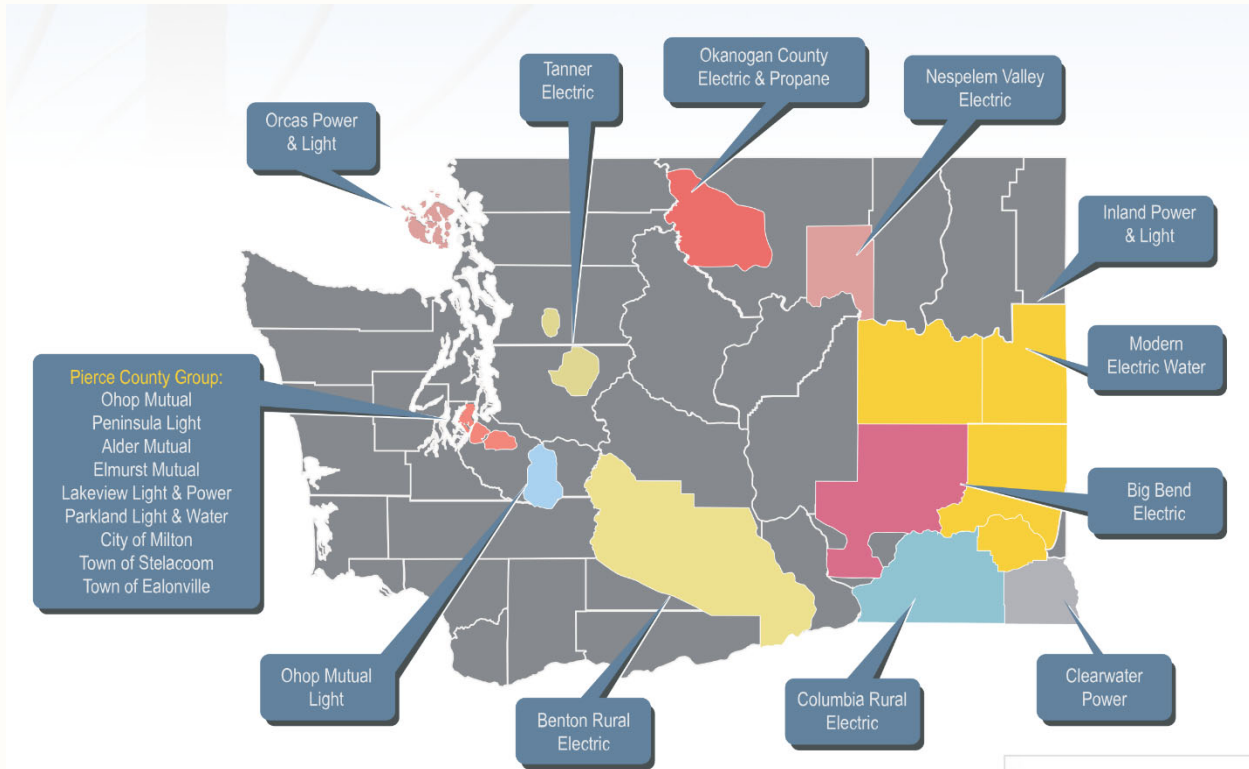 Tanner
Electric
Okanogan County
Electric & Propane
Nespelem Valley
Electric
Orcas Power
& Light
Inland Power
& Light
Modern
Electric Water
Pierce County Group:
Ohop Mutual
Peninsula Light
Alder Mutual
Elmurst Mutual
Lakeview Light & Power
Parkland Light & Water
City of Milton
Town of Stelacoom
Town of Ealonville
Big Bend
Electric
Ohop Mutual
Light
Benton Rural
Electric
Columbia Rural
Electric
Clearwater
Power